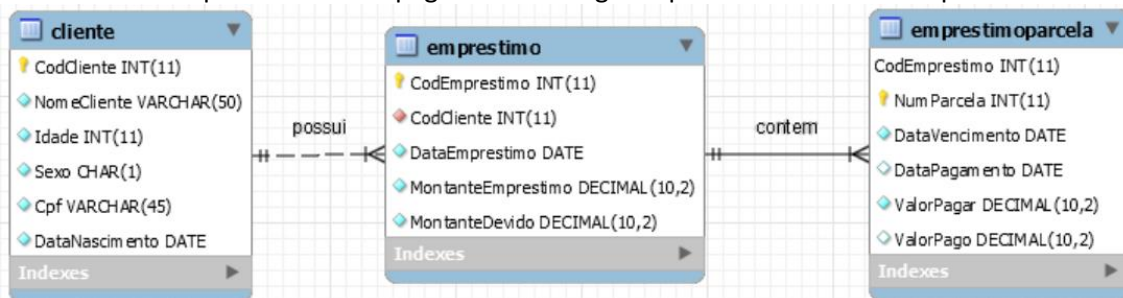 cliente
CodCliente INT(11)
NomeCliente VARCHAR(50)
Idade INT(11)
Sexo CHAR(1)
Cpf VARCHAR(45)
DataNascimento DATE
Indexes
possui
emprestimo
CodEmprestimo INT(11)
CodCliente INT(11)
DataEmprestimo DATE
MontanteEmprestimo DECIMAL(10,2)
MontanteDevido DECIMAL(10,2)
Indexes
contem
emprestimoparcela
CodEmprestimo INT(11)
NumParcela INT(11)
DataVencimento DATE
DataPagamento DATE
ValorPagar DECIMAL(10,2)
ValorPago DECIMAL(10,2)
Indexes